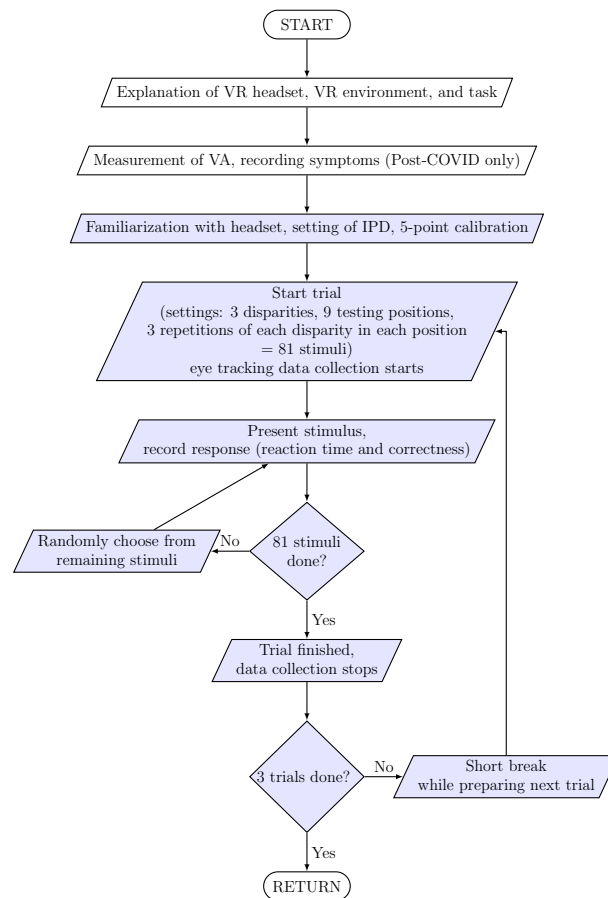 START
Explanation of VR headset, VR environment, and task
Measurement of VA, recording symptoms (Post-COVID only)
Familiarization with headset, setting of IPD, 5-point calibration
Start trial
(settings: 3 disparities, 9 testing positions,
3 repetitions of each disparity in each position
= 81 stimuli)
eye tracking data collection starts
Present stimulus,
record response (reaction time and correctness)
Randomly choose from
remaining stimuli
No
81 stimuli
done?
Yes
Trial finished,
data collection stops
3 trials done?
No
Short break
while preparing next trial
Yes
RETURN